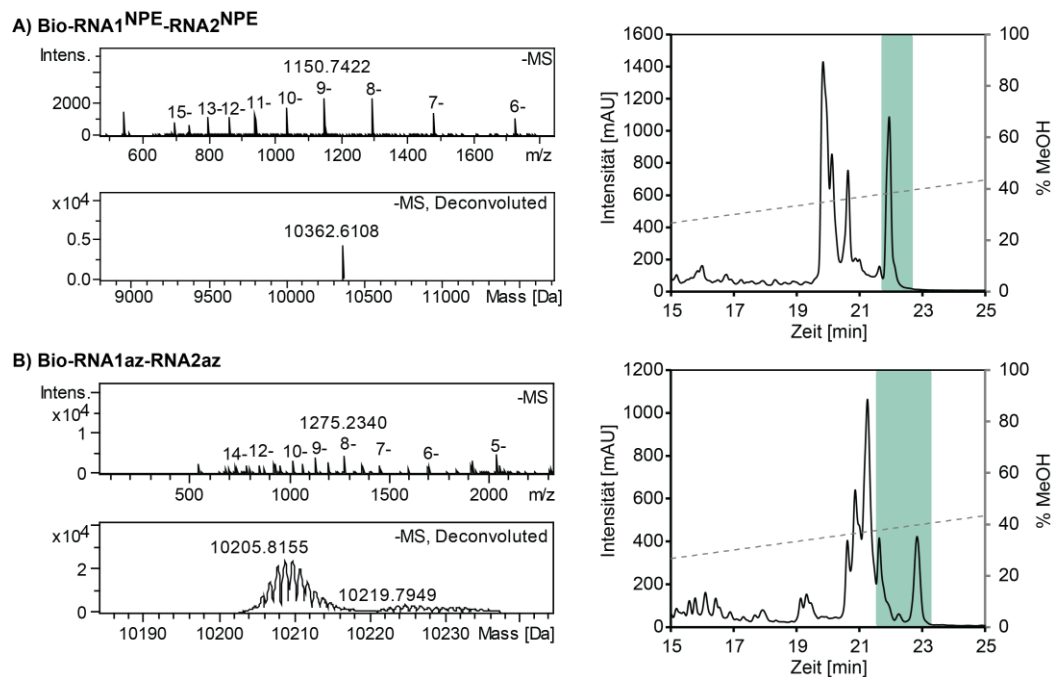 A) Bio-RNA1NPE-RNA2NPE
Intens.
-MS
1150.7422
2000
0
15- 13- 12- 11- 10- 9- 8- 7- 6-
600 800 1000 1200 1400 1600 m/z
x10^4
-MS, Deconvoluted
10362.6108
0.5
0.0
9000 9500 10000 10500 11000 Mass [Da]
Intensität [mAU]
1600
1400
1200
1000
800
600
400
200
0
15 17 19 21 23 25
Zeit [min]
100
80
60
40
20
0
% MeOH
B) Bio-RNA1az-RNA2az
Intens.
x10^4
-MS
1275.2340
1
0
14- 12- 10- 9- 8- 7- 6- 5-
500 1000 1500 2000 m/z
x10^4
-MS, Deconvoluted
10205.8155
10219.7949
2
0
10190 10200 10210 10220 10230 Mass [Da]
Intensität [mAU]
1200
1000
800
600
400
200
0
15 17 19 21 23 25
Zeit [min]
100
80
60
40
20
0
% MeOH